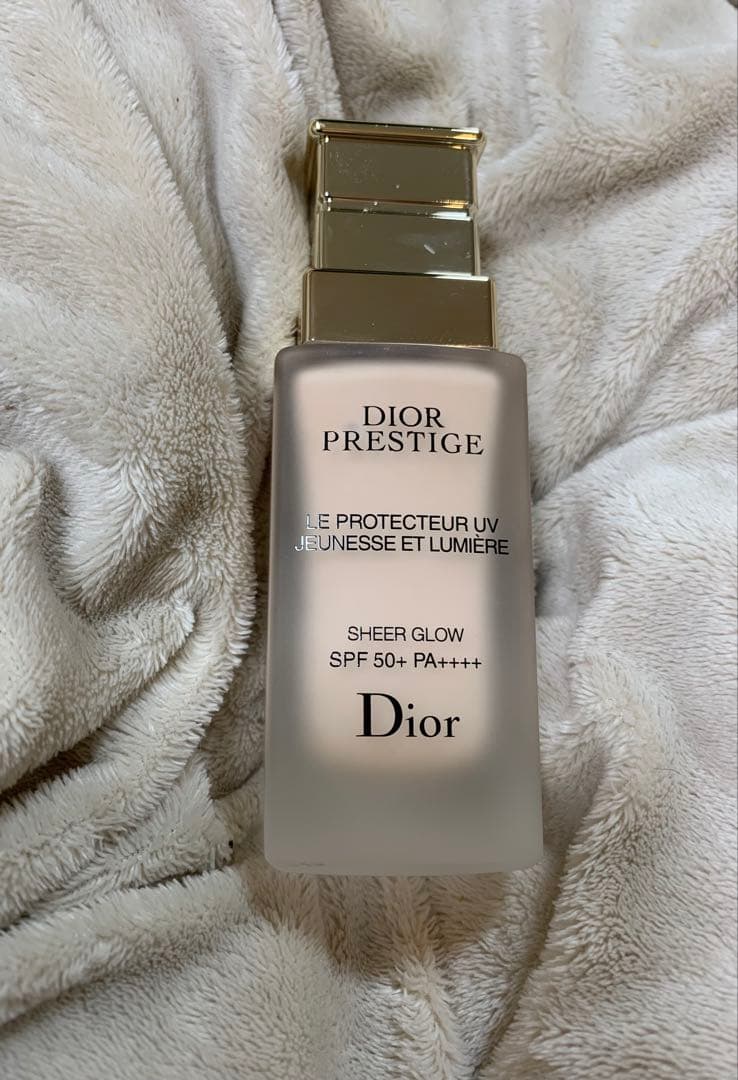 DIOR
PRESTIGE
LE PROTECTEUR UV
JEUNESSE ET LUMIÈRE
SHEER GLOW
SPF 50+ PA++++
Dior